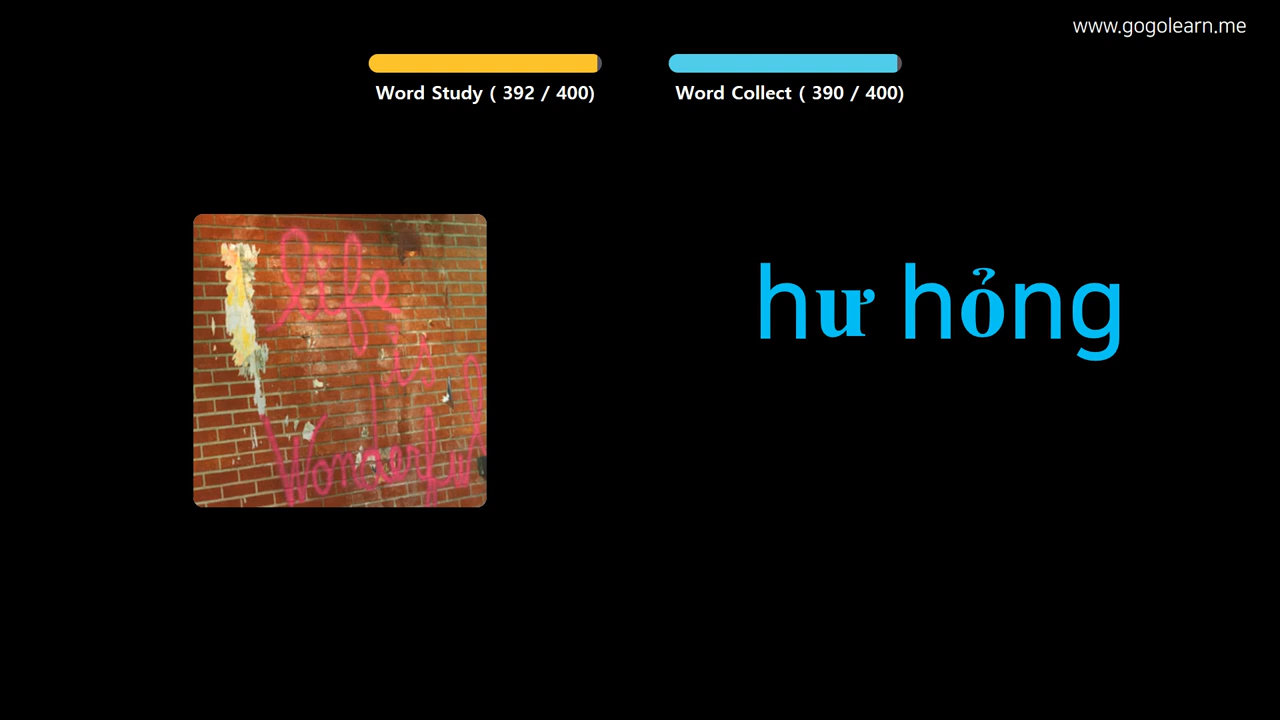 www.gogolearn.me
Word Study ( 392 / 400)
Word Collect ( 390 / 400)
life
is
Wonderful
hư hỏng